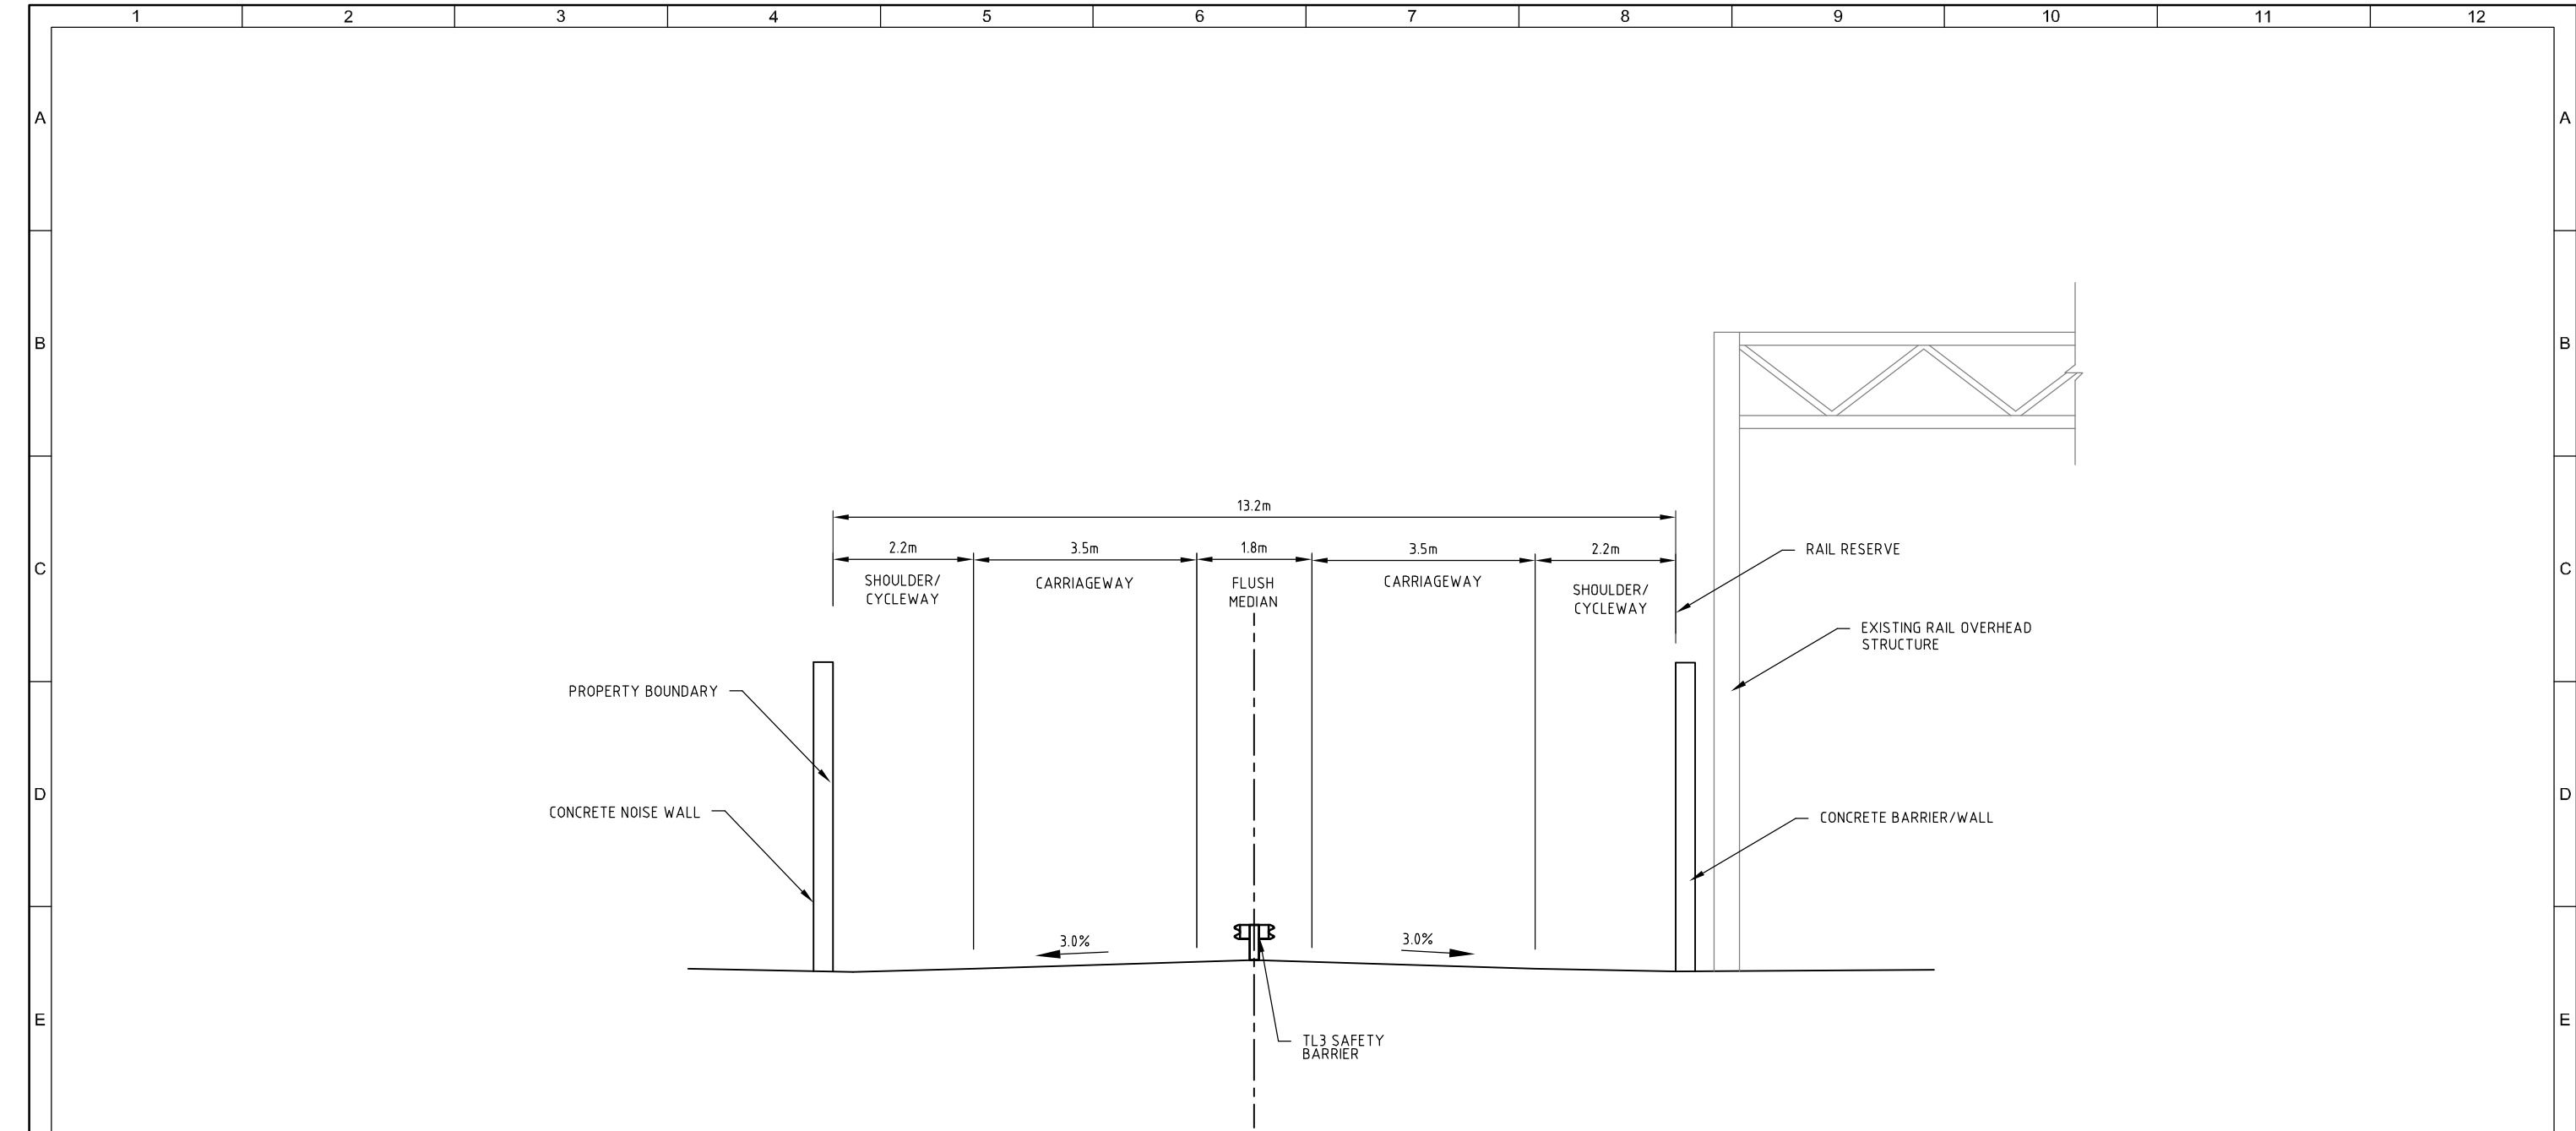 1 2 3 4 5 6 7 8 9 10 11 12
A A
B B
13.2m
2.2m 3.5m 1.8m 3.5m 2.2m
C C
SHOULDER/
CYCLEWAY
CARRIAGEWAY
FLUSH
MEDIAN
CARRIAGEWAY
SHOULDER/
CYCLEWAY
RAIL RESERVE
EXISTING RAIL OVERHEAD
STRUCTURE
PROPERTY BOUNDARY
D D
CONCRETE NOISE WALL
CONCRETE BARRIER/WALL
3.0% 3.0%
E E
TL3 SAFETY
BARRIER